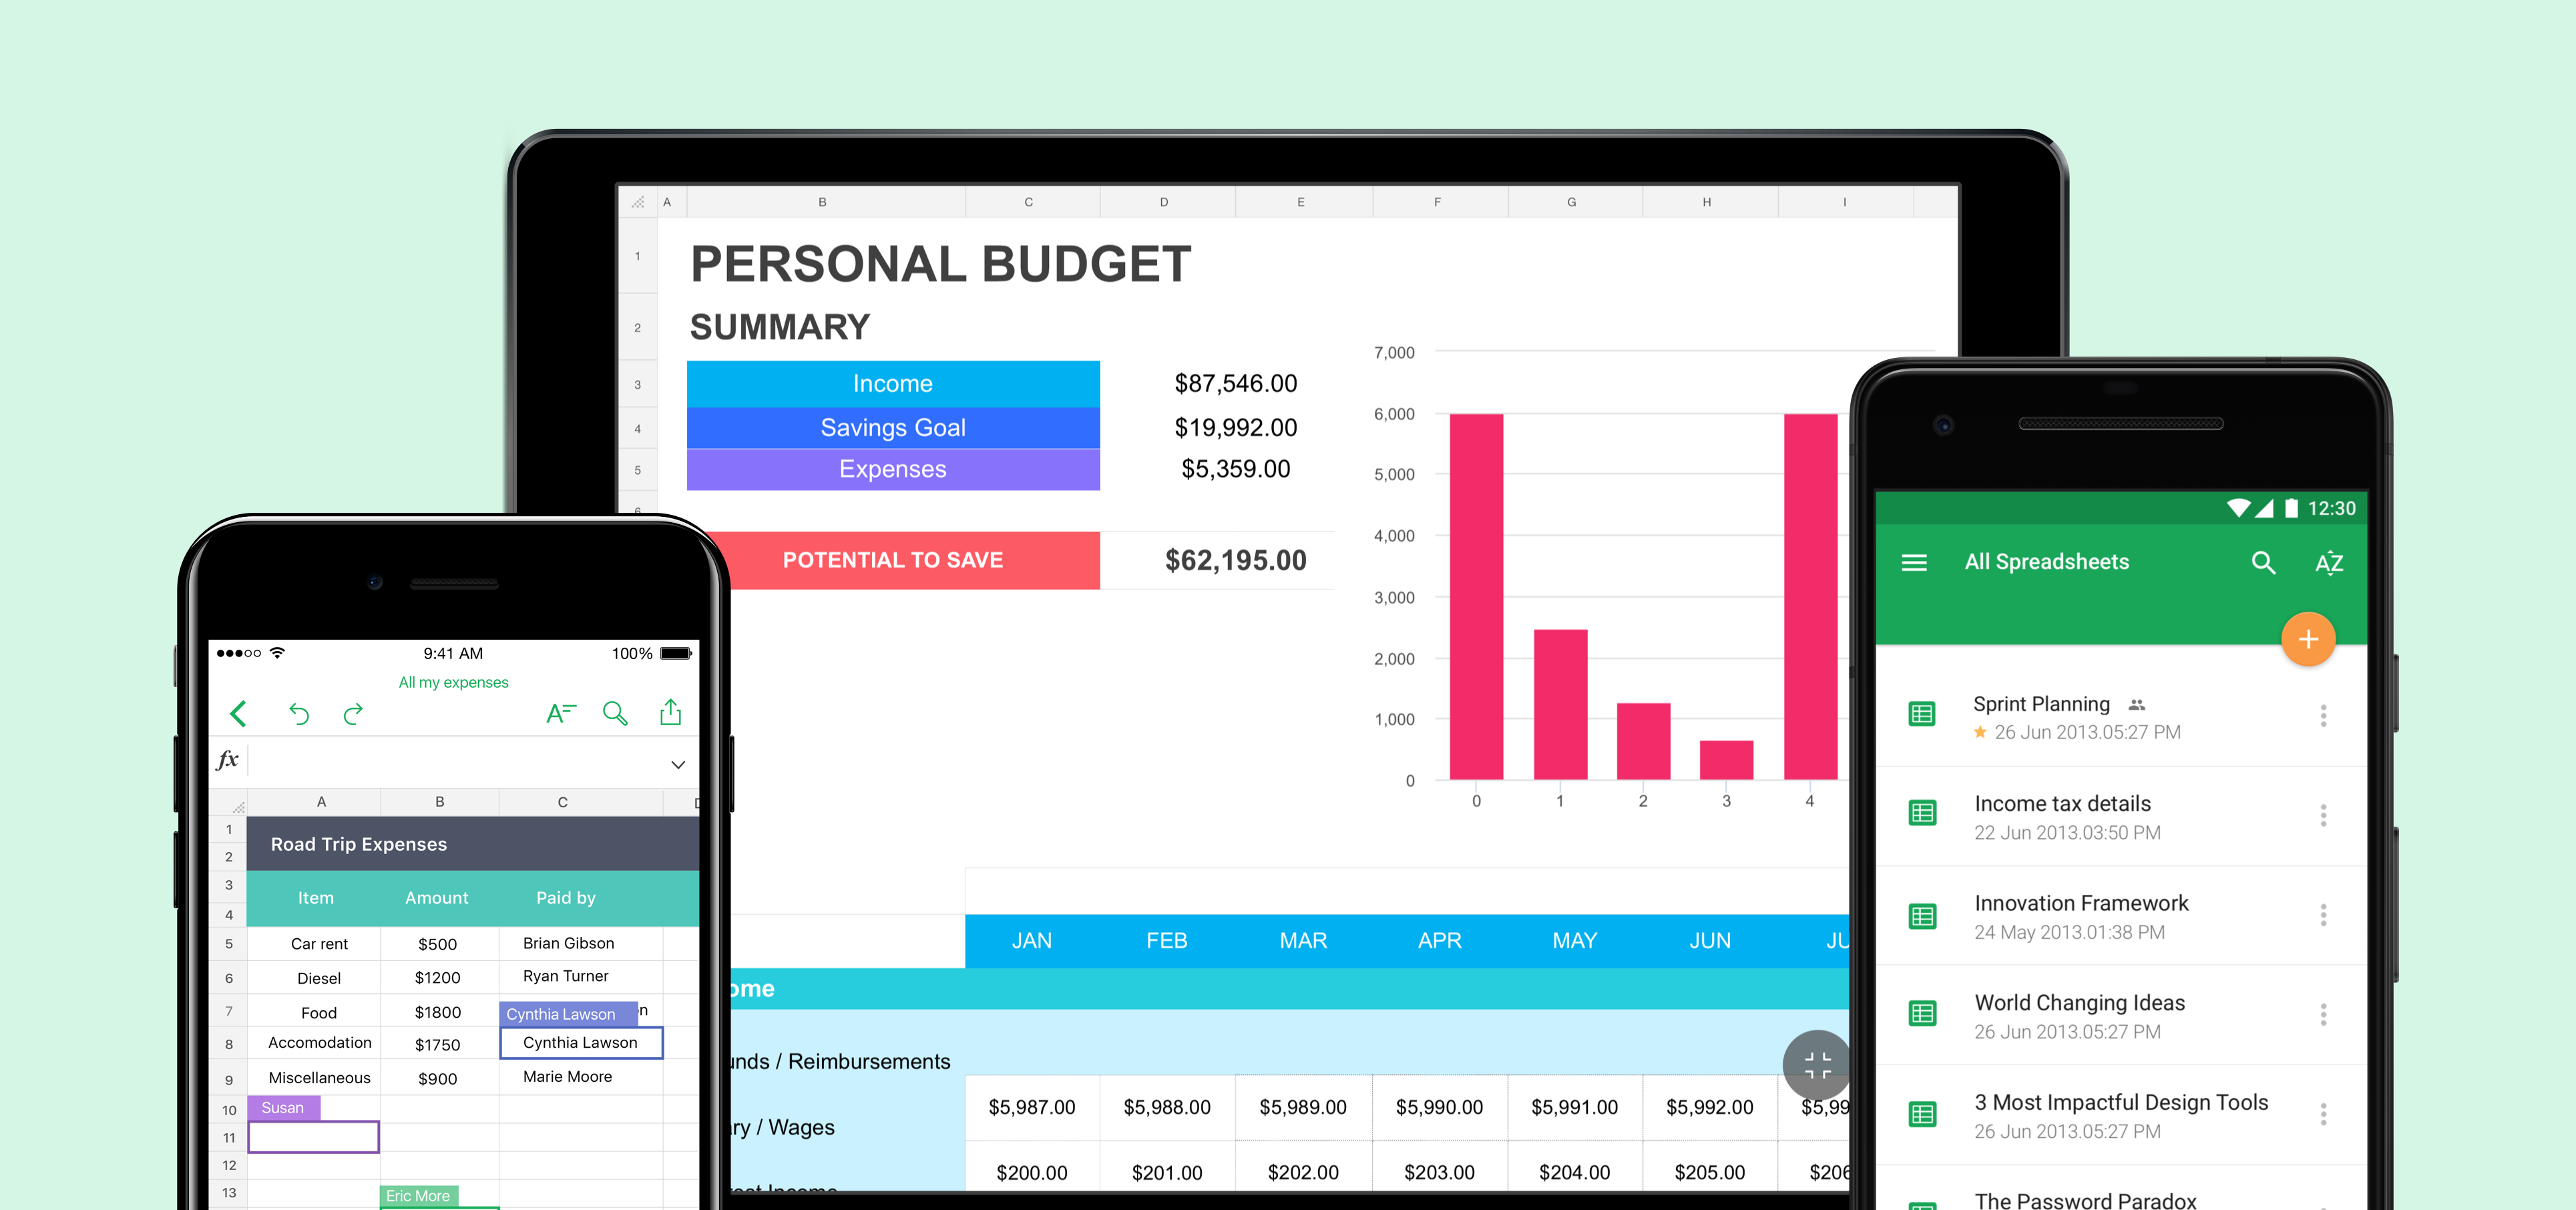 A B C D E F G H I
1 PERSONAL BUDGET
2 SUMMARY
3 Income $87,546.00
4 Savings Goal $19,992.00
5 Expenses $5,359.00
6
POTENTIAL TO SAVE $62,195.00
7,000
6,000
5,000
4,000
3,000
2,000
1,000
0
0 1 2 3 4
JAN FEB MAR APR MAY JUN JU
ome
unds / Reimbursements
$5,987.00 $5,988.00 $5,989.00 $5,990.00 $5,991.00 $5,992.00 $5,99
ry / Wages
$200.00 $201.00 $202.00 $203.00 $204.00 $205.00 $206
9:41 AM 100%
All my expenses
A
fx
A B C
1
Road Trip Expenses
2
3
Item Amount Paid by
4
5 Car rent $500 Brian Gibson
6 Diesel $1200 Ryan Turner
7 Food $1800 Cynthia Lawson n
8 Accomodation $1750 Cynthia Lawson
9 Miscellaneous $900 Marie Moore
10 Susan
11
12
13 Eric More
12:30
All Spreadsheets AZ
+
Sprint Planning
26 Jun 2013.05:27 PM
Income tax details
22 Jun 2013.03:50 PM
Innovation Framework
24 May 2013.01:38 PM
World Changing Ideas
26 Jun 2013.05:27 PM
3 Most Impactful Design Tools
26 Jun 2013.05:27 PM
The Password Paradox